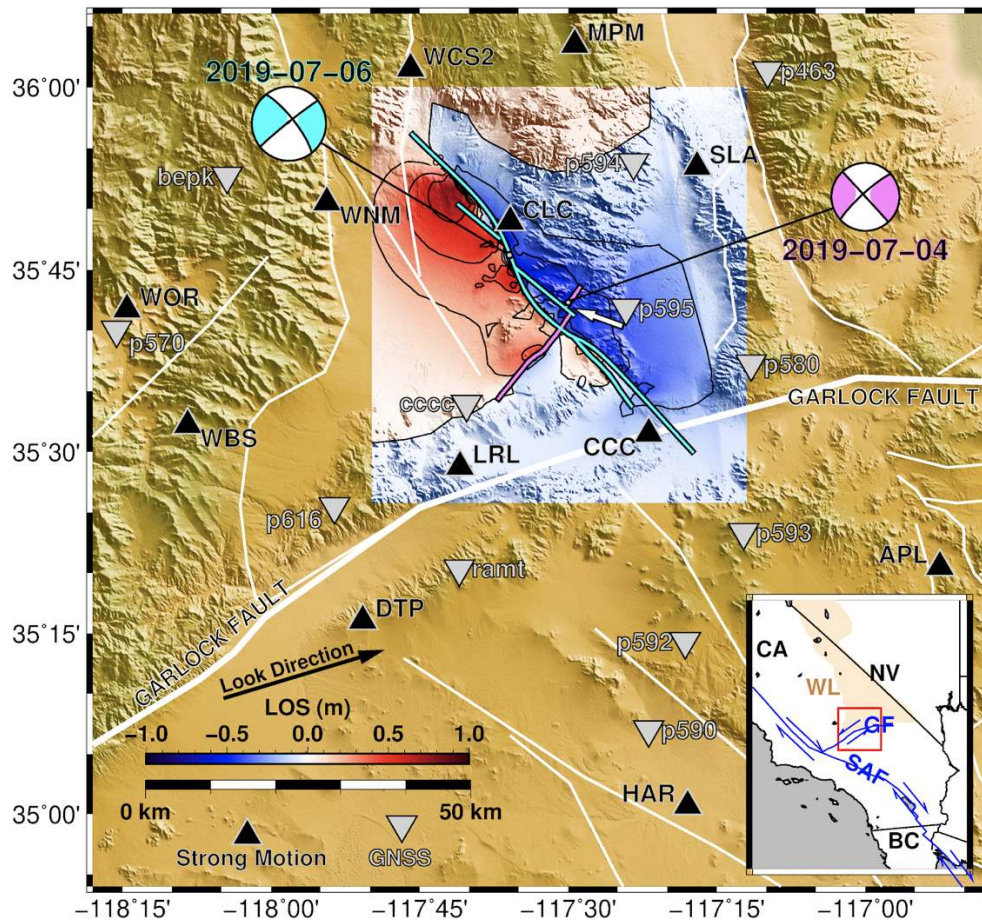 MPM
WCS2
36°00'
2019-07-06
p463
p594
SLA
bepk
WNM
CLC
2019-07-04
35°45'
WOR
p570
p595
p580
GARLOCK FAULT
cccc
0
WBS
35°30'
CCC
LRL
p616
p593
APL
ramt
DTP
35°15'
p592
GARLOCK FAULT
Look Direction
LOS (m)
-1.0 -0.5 0.0 0.5 1.0
0 km 50 km
p590
35°00'
HAR
Strong Motion
GNSS
CA
NV
WL
GF
SAF
BC
-118°15' -118°00' -117°45' -117°30' -117°15' -117°00'